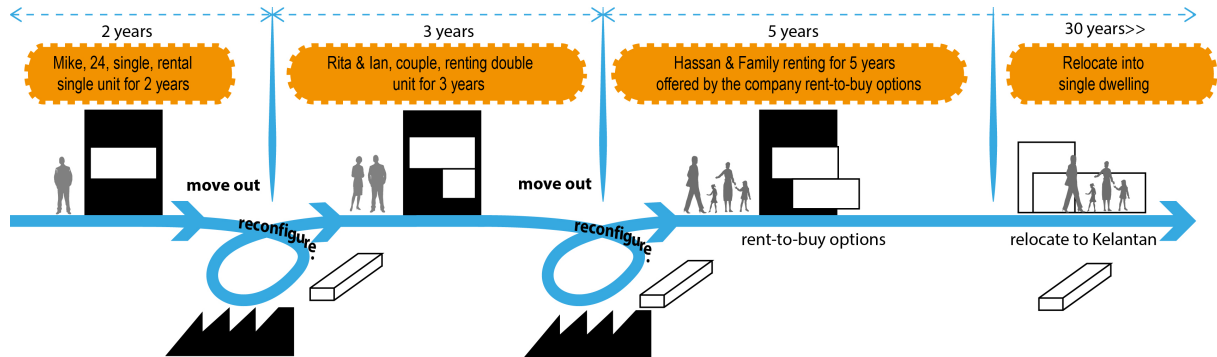 2 years
3 years
5 years
30 years>>
Mike, 24, single, rental
single unit for 2 years
Rita & Ian, couple, renting double
unit for 3 years
Hassan & Family renting for 5 years
offered by the company rent-to-buy options
Relocate into
single dwelling
move out
reconfigure.
move out
reconfigure.
rent-to-buy options
relocate to Kelantan